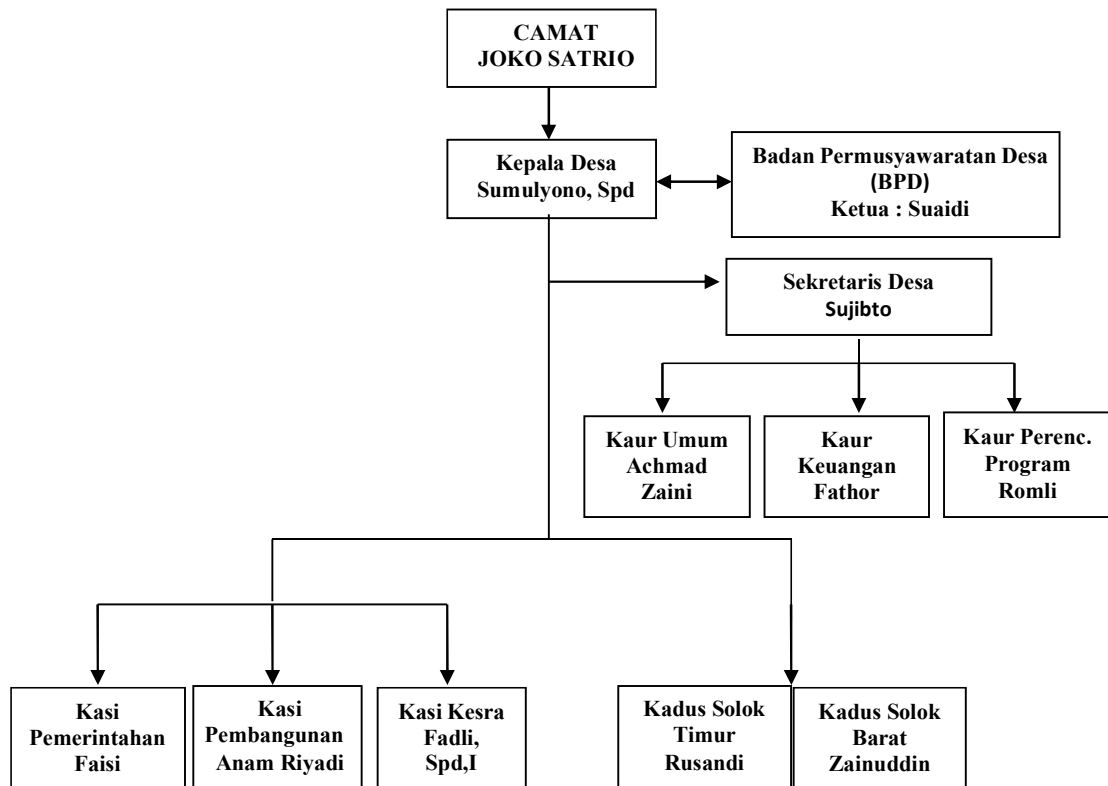 CAMAT
JOKO SATRIO
Kepala Desa
Sumulyono, Spd
Badan Permusyawaratan Desa
(BPD)
Ketua : Suaidi
Sekretaris Desa
Sujibto
Kaur Umum
Achmad
Zaini
Kaur
Keuangan
Fathor
Kaur Perenc.
Program
Romli
Kasi
Pemerintahan
Faisi
Kasi
Pembangunan
Anam Riyadi
Kasi Kesra
Fadli,
Spd,I
Kadus Solok
Timur
Rusandi
Kadus Solok
Barat
Zainuddin